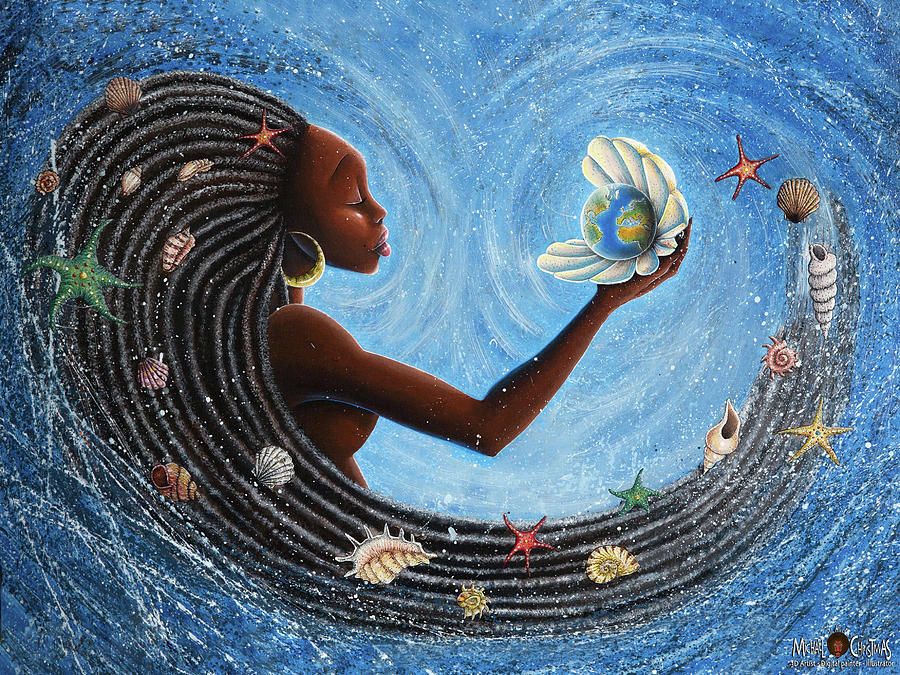 MICHAEL CHRISTMAS
3D Artist - Digital painter - Illustrator